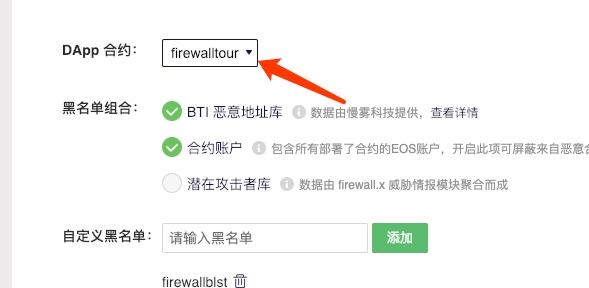 DApp 合约： firewalltour
黑名单组合： BTI 恶意地址库 数据由慢雾科技提供，查看详情
合约账户 包含所有部署了合约的EOS账户，开启此项可屏蔽来自恶意合
潜在攻击者库 数据由 firewall.x 威胁情报模块聚合而成
自定义黑名单： 请输入黑名单 添加
firewallblst